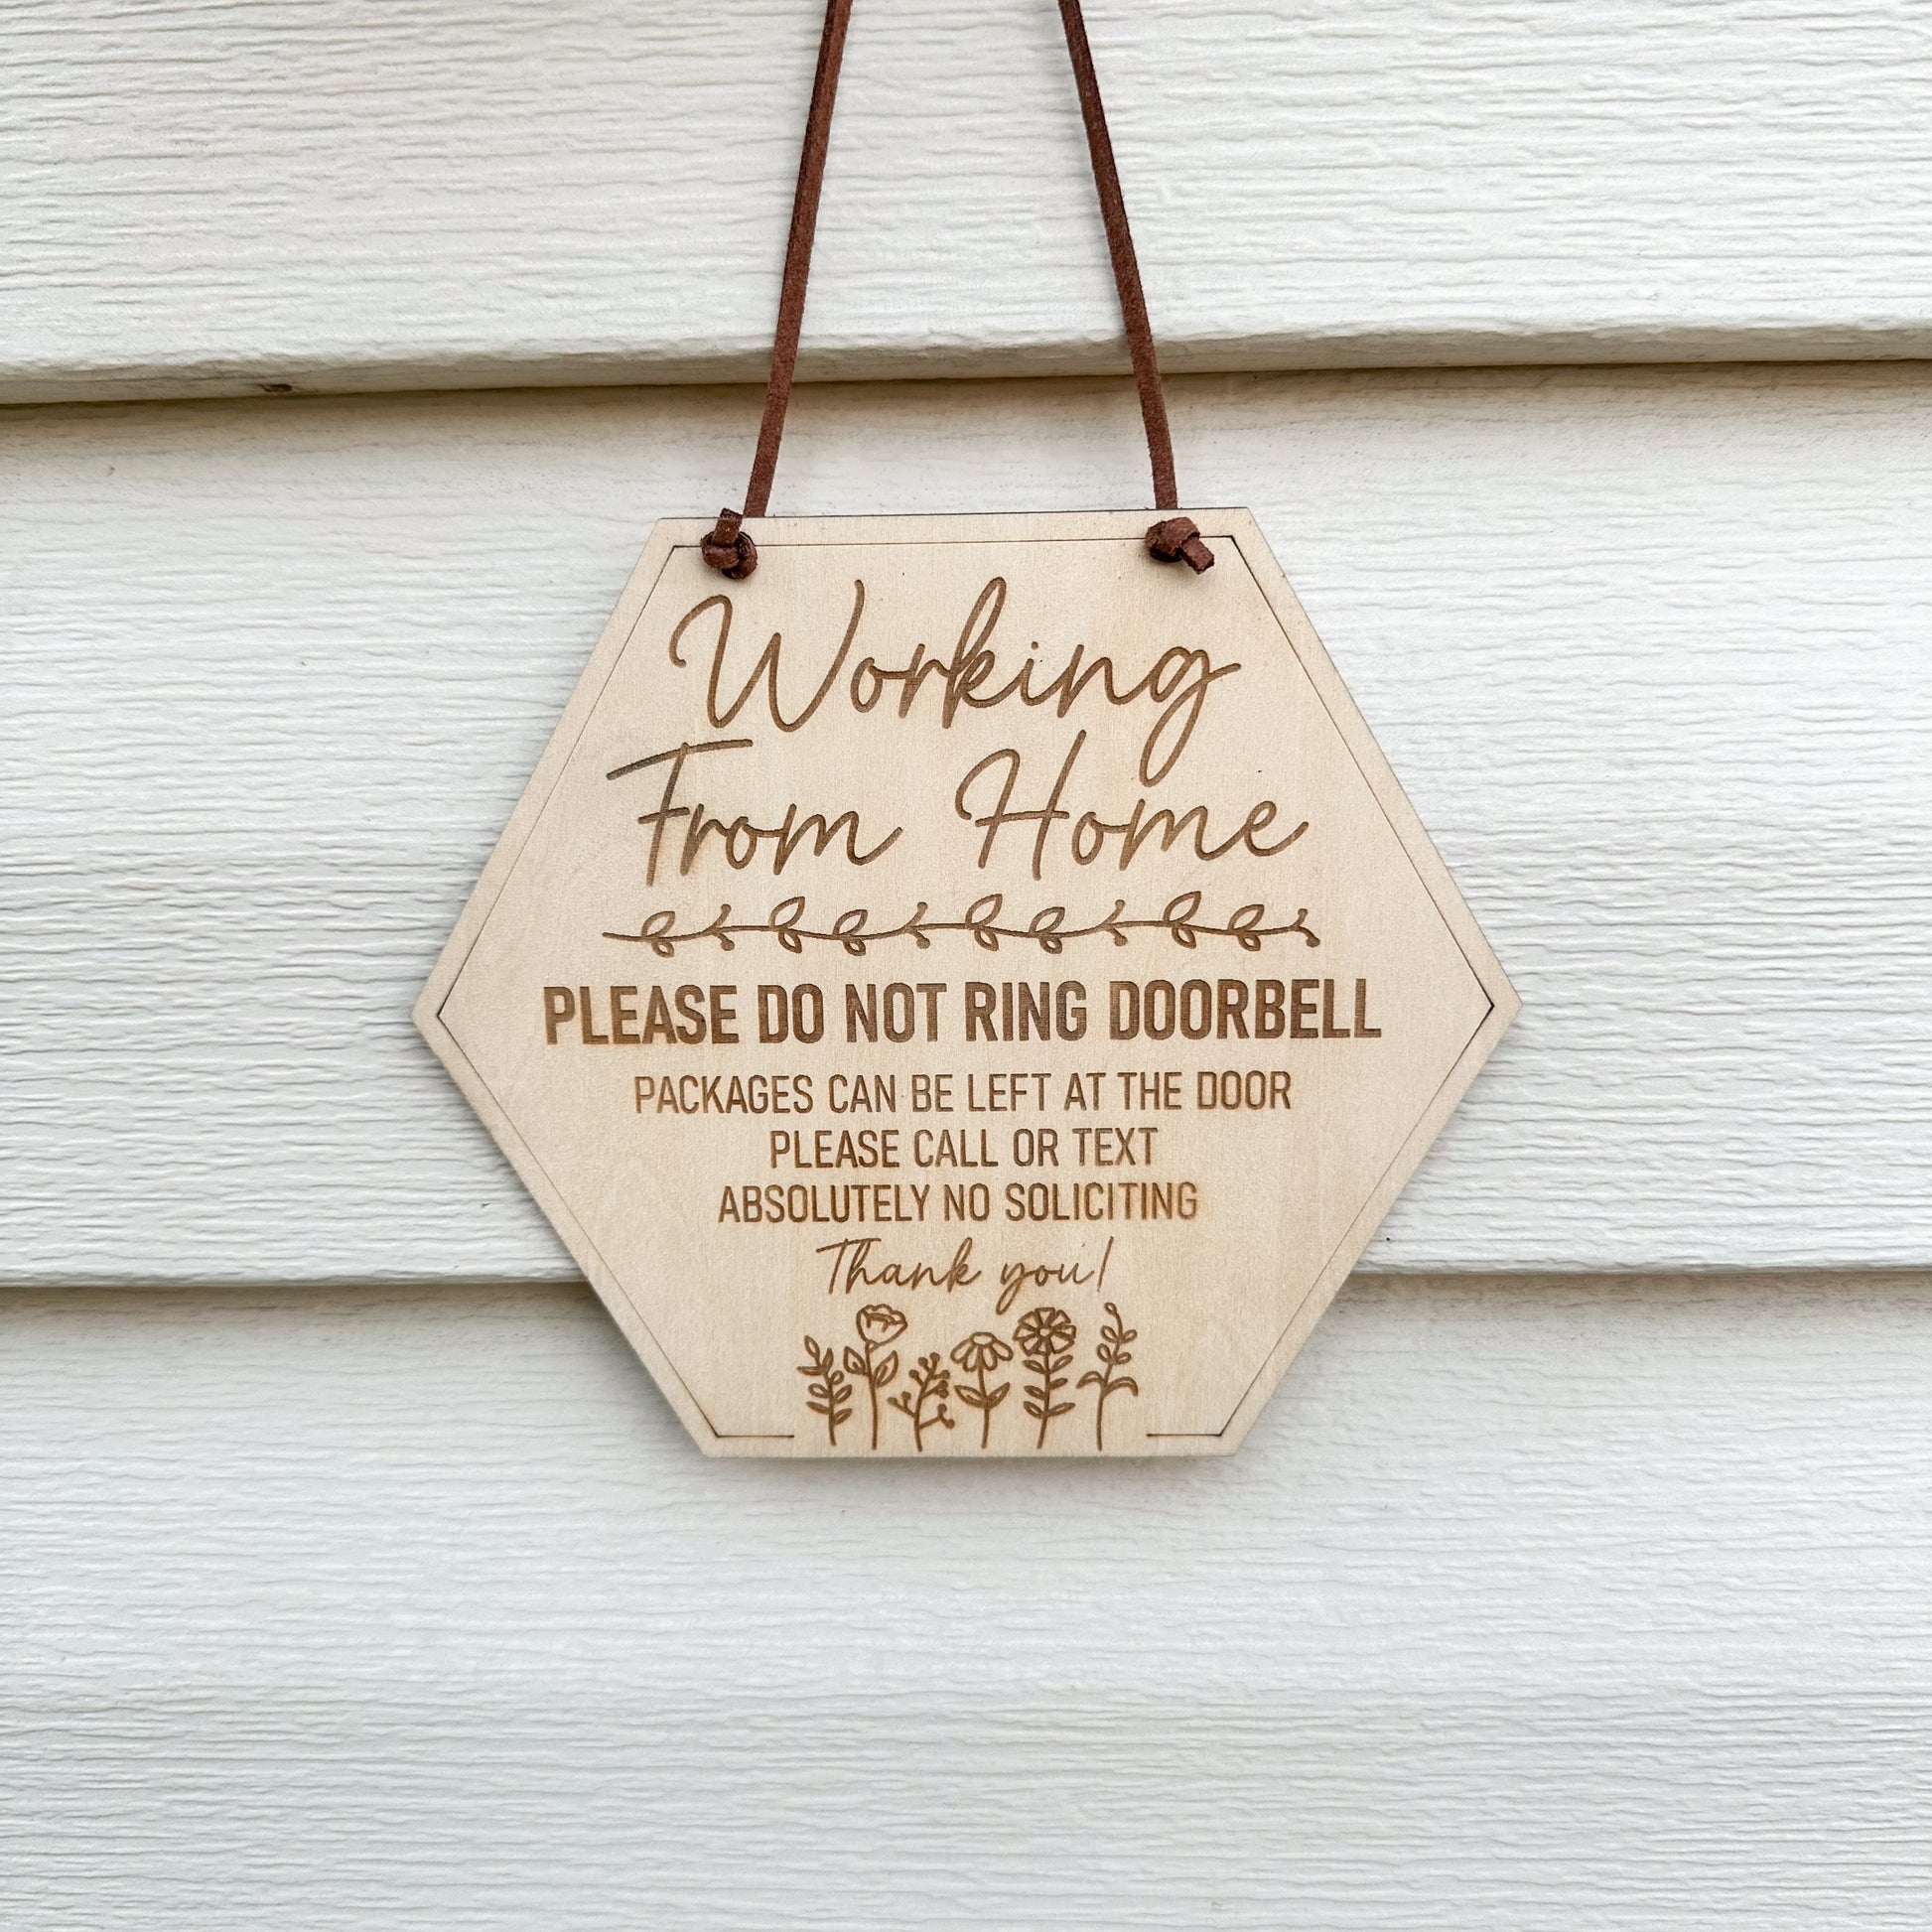 Working
From Home
PLEASE DO NOT RING DOORBELL
PACKAGES CAN BE LEFT AT THE DOOR
PLEASE CALL OR TEXT
ABSOLUTELY NO SOLICITING
Thank you!